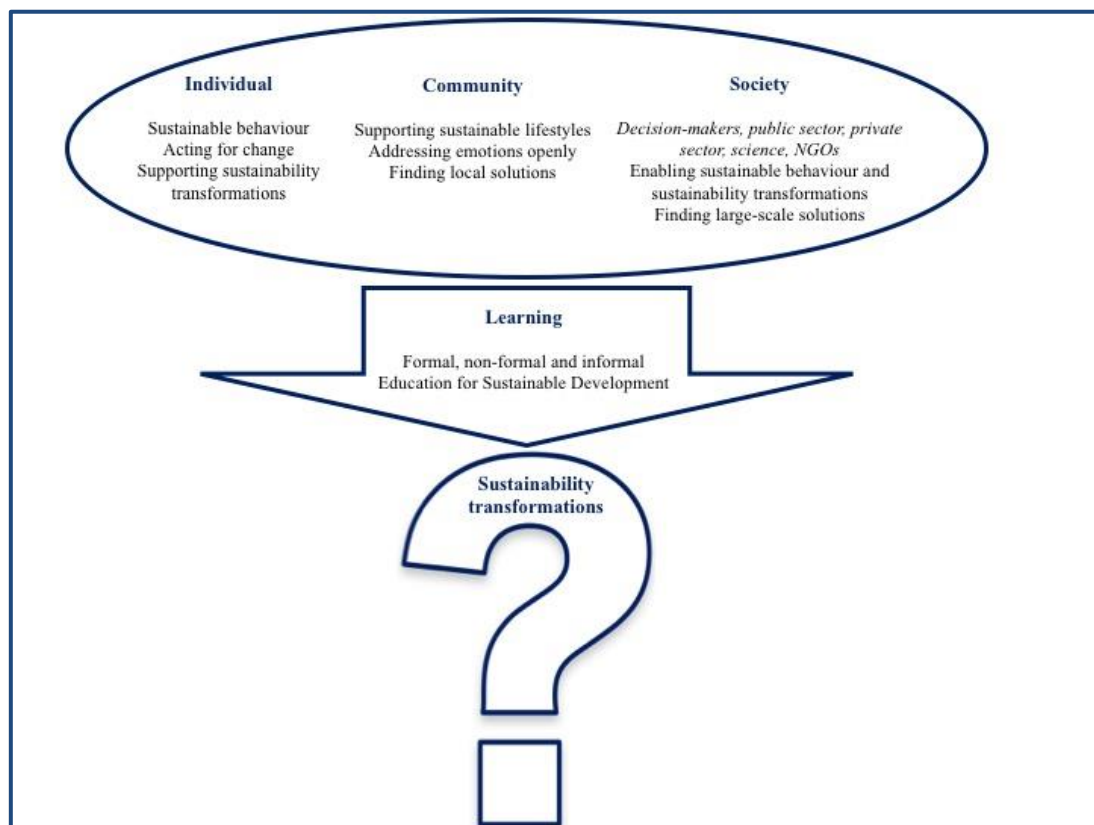 Individual
Sustainable behaviour
Acting for change
Supporting sustainability
transformations
Community
Supporting sustainable lifestyles
Addressing emotions openly
Finding local solutions
Society
Decision-makers, public sector, private
sector, science, NGOs
Enabling sustainable behaviour and
sustainability transformations
Finding large-scale solutions
Learning
Formal, non-formal and informal
Education for Sustainable Development
Sustainability
transformations
?